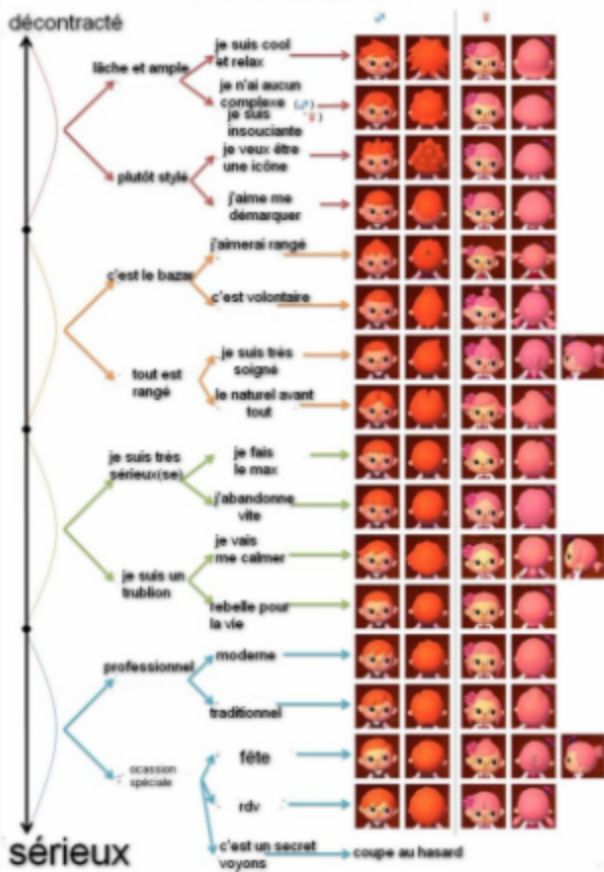 décontracté
♂ ♀
lâche et ample
je suis cool
et relax
je n'ai aucun
complexe (♂)
je suis (♀)
insouciante
plutôt stylé
je veux être
une icône
j'aime me
démarquer
c'est le bazar
j'aimerai rangé
c'est volontaire
tout est
rangé
je suis très
soigné
le naturel avant
tout
je suis très
sérieux(se)
je fais
le max
j'abandonne
vite
je suis un
trublion
je vais
me calmer
rebelle pour
la vie
professionnel
moderne
traditionnel
ocassion
spéciale
fête
rdv
c'est un secret
voyons
coupe au hasard
sérieux